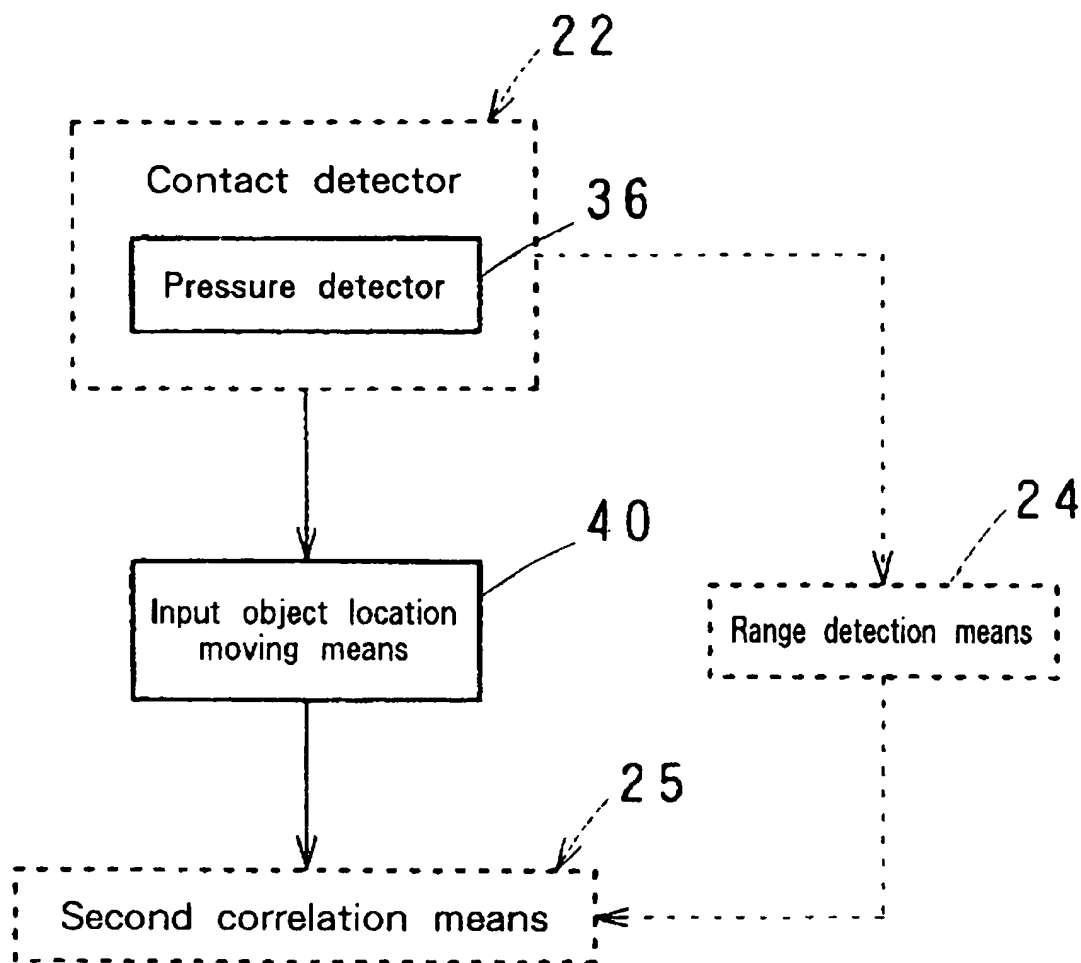 22
Contact detector
36
Pressure detector
40
Input object location
moving means
24
Range detection means
25
Second correlation means